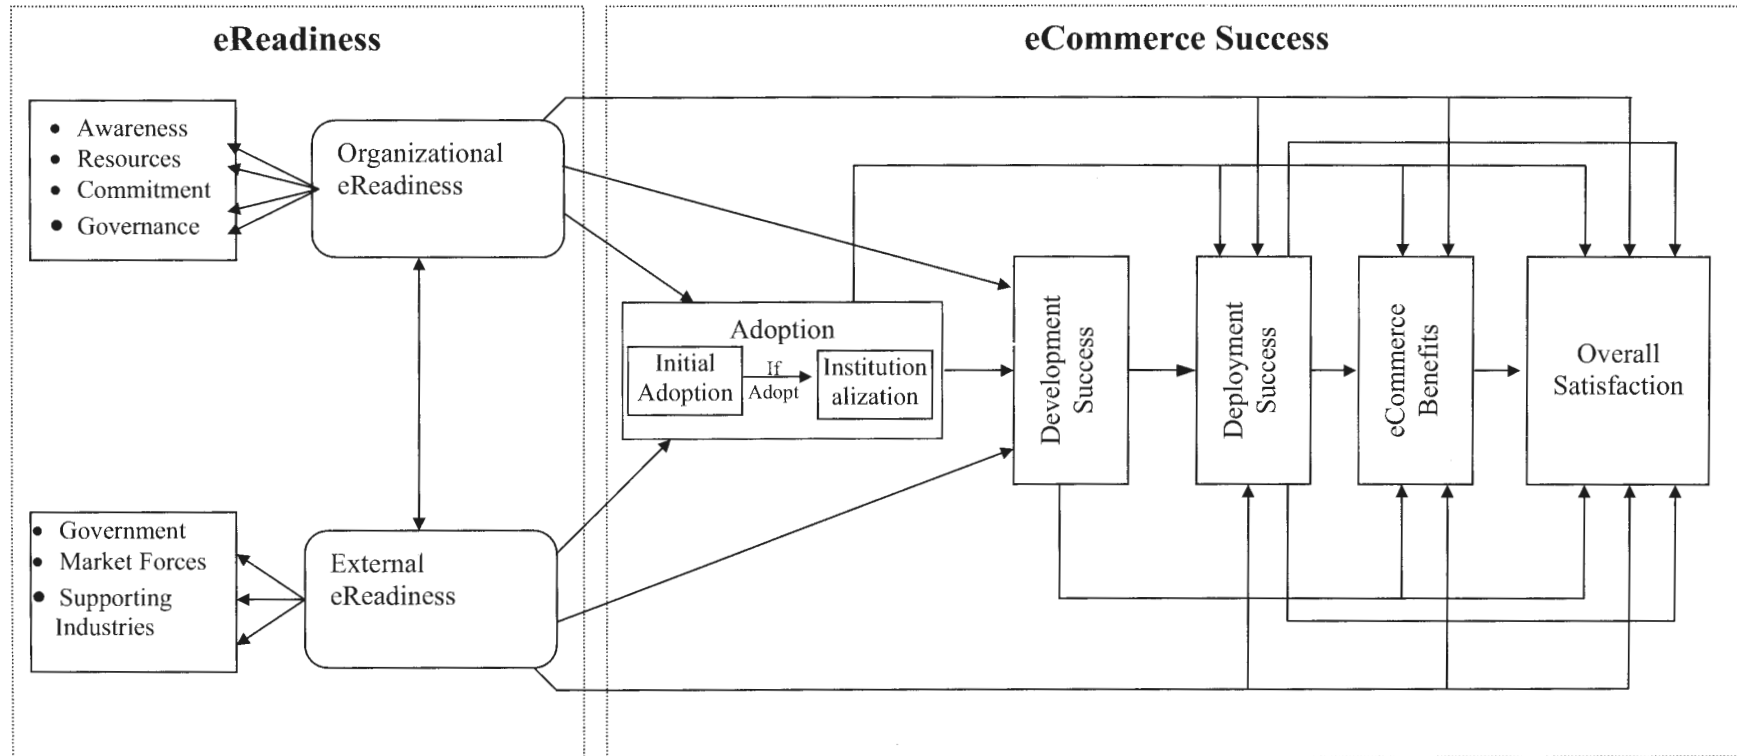 eReadiness
eCommerce Success
• Awareness
• Resources
• Commitment
• Governance
Organizational
eReadiness
Adoption
Initial
Adoption
If
Adopt
Institution
alization
Development
Success
Deployment
Success
eCommerce
Benefits
Overall
Satisfaction
• Government
• Market Forces
• Supporting
Industries
External
eReadiness